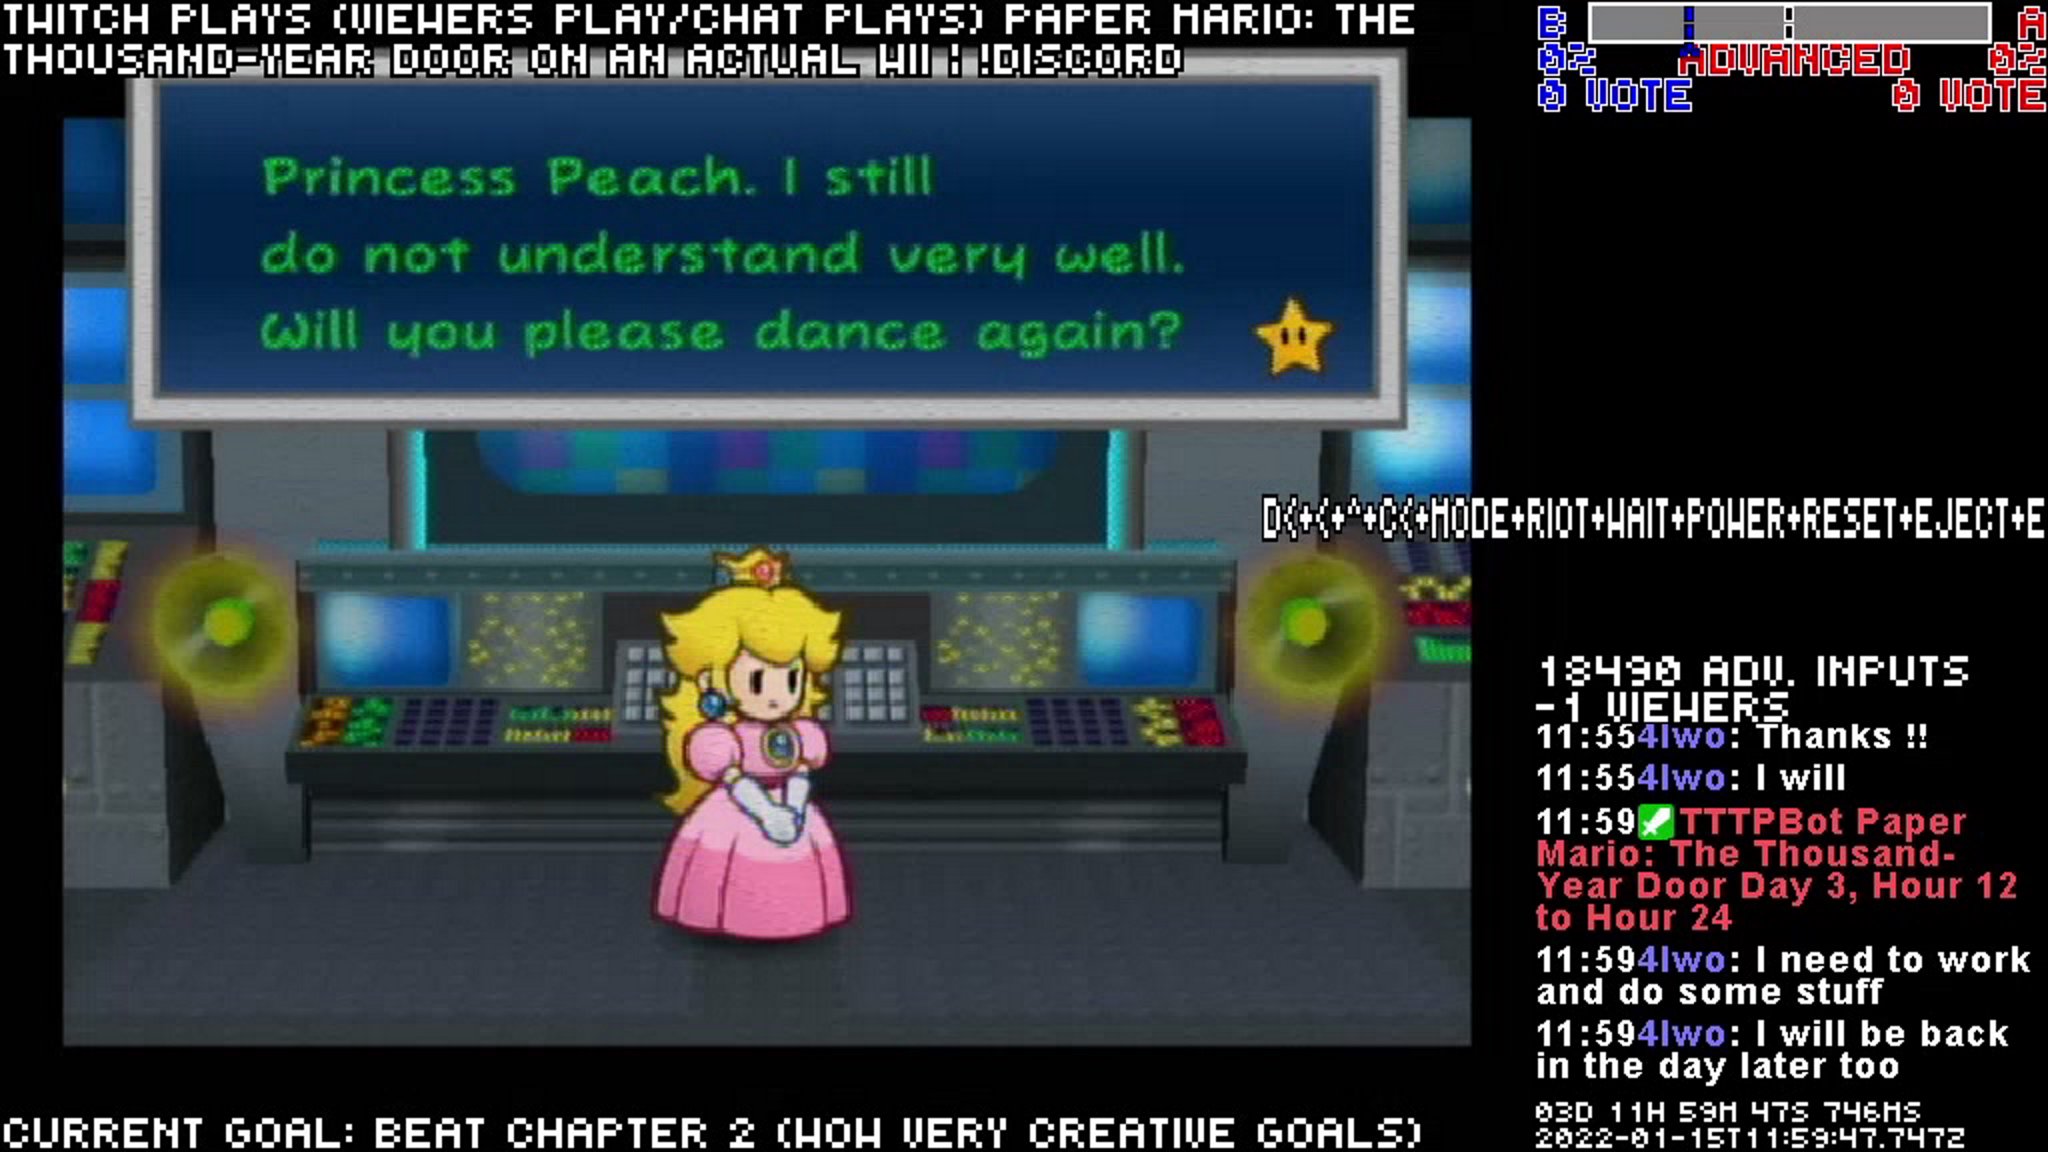 TWITCH PLAYS (VIEWERS PLAY/CHAT PLAYS) PAPER MARIO: THE
THOUSAND-YEAR DOOR ON AN ACTUAL WII ¦ !DISCORD
B
A
0%
ADVANCED
0%
0 VOTE
0 VOTE
Princess Peach. I still
do not understand very well.
Will you please dance again?
D<+<+^+C<+MODE+RIOT+WAIT+POWER+RESET+EJECT+E
18490 ADV. INPUTS
-1 VIEWERS
11:554lwo: Thanks !!
11:554lwo: I will
11:59 TTTPBot Paper
Mario: The Thousand-
Year Door Day 3, Hour 12
to Hour 24
11:594lwo: I need to work
and do some stuff
11:594lwo: I will be back
in the day later too
03D 11H 59M 47S 746MS
2022-01-15T11:59:47.747Z
CURRENT GOAL: BEAT CHAPTER 2 (WOW VERY CREATIVE GOALS)